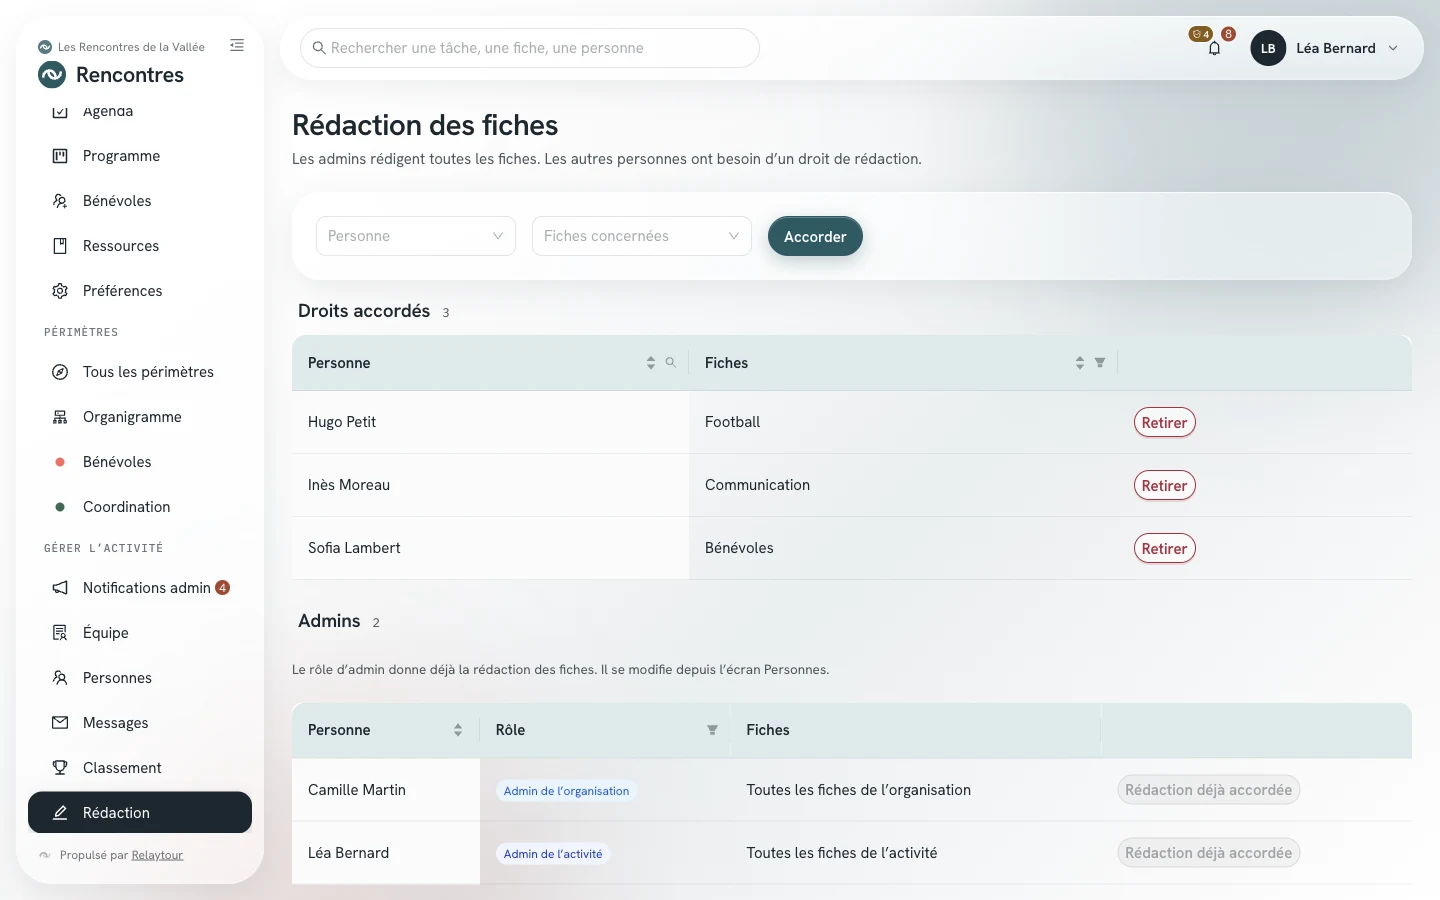 Les Rencontres de la Vallée
Rencontres
Agenda
Programme
Bénévoles
Ressources
Préférences
PÉRIMÈTRES
Tous les périmètres
Organigramme
Bénévoles
Coordination
GÉRER L’ACTIVITÉ
Notifications admin 4
Équipe
Personnes
Messages
Classement
Rédaction
Propulsé par Relaytour
Rechercher une tâche, une fiche, une personne
4
8
LB
Léa Bernard
Rédaction des fiches
Les admins rédigent toutes les fiches. Les autres personnes ont besoin d’un droit de rédaction.
Personne
Fiches concernées
Accorder
Droits accordés 3
Personne Fiches
Hugo Petit Football Retirer
Inès Moreau Communication Retirer
Sofia Lambert Bénévoles Retirer
Admins 2
Le rôle d’admin donne déjà la rédaction des fiches. Il se modifie depuis l’écran Personnes.
Personne Rôle Fiches
Camille Martin Admin de l’organisation Toutes les fiches de l’organisation Rédaction déjà accordée
Léa Bernard Admin de l’activité Toutes les fiches de l’activité Rédaction déjà accordée